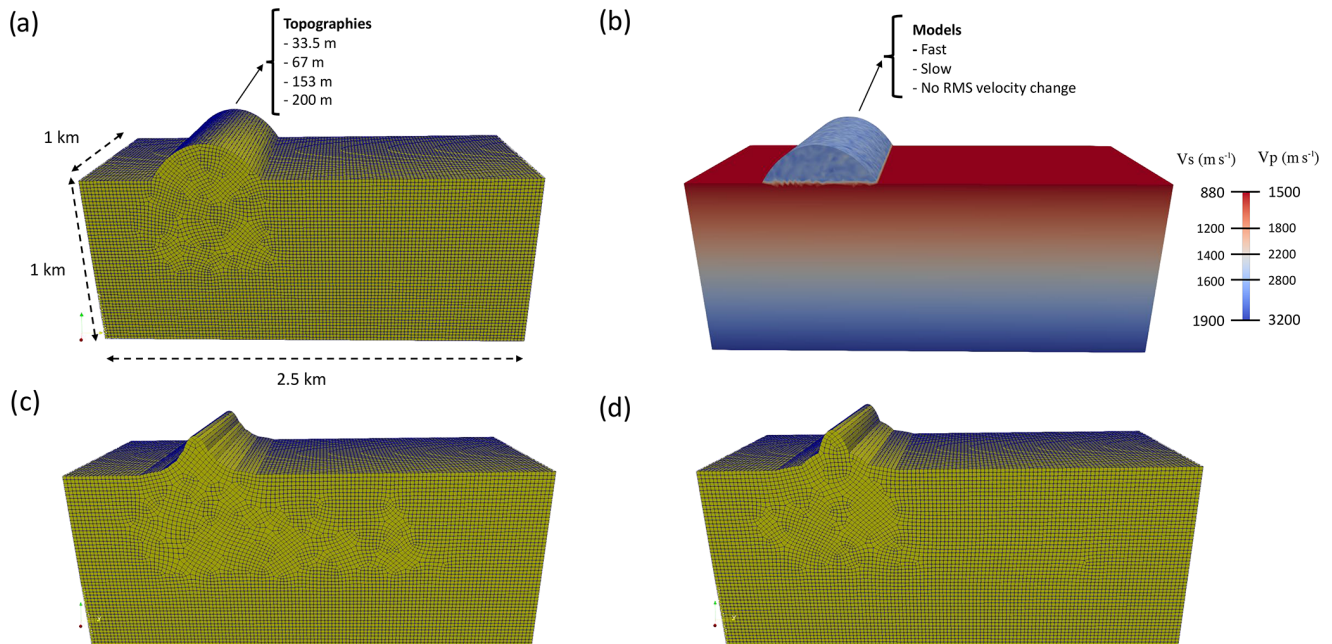 (a)
Topographies
- 33.5 m
- 67 m
- 153 m
- 200 m
1 km
1 km
2.5 km
(b)
Models
- Fast
- Slow
- No RMS velocity change
Vs (m s⁻¹) Vp (m s⁻¹)
880 1500
1200 1800
1400 2200
1600 2800
1900 3200
(c)
(d)